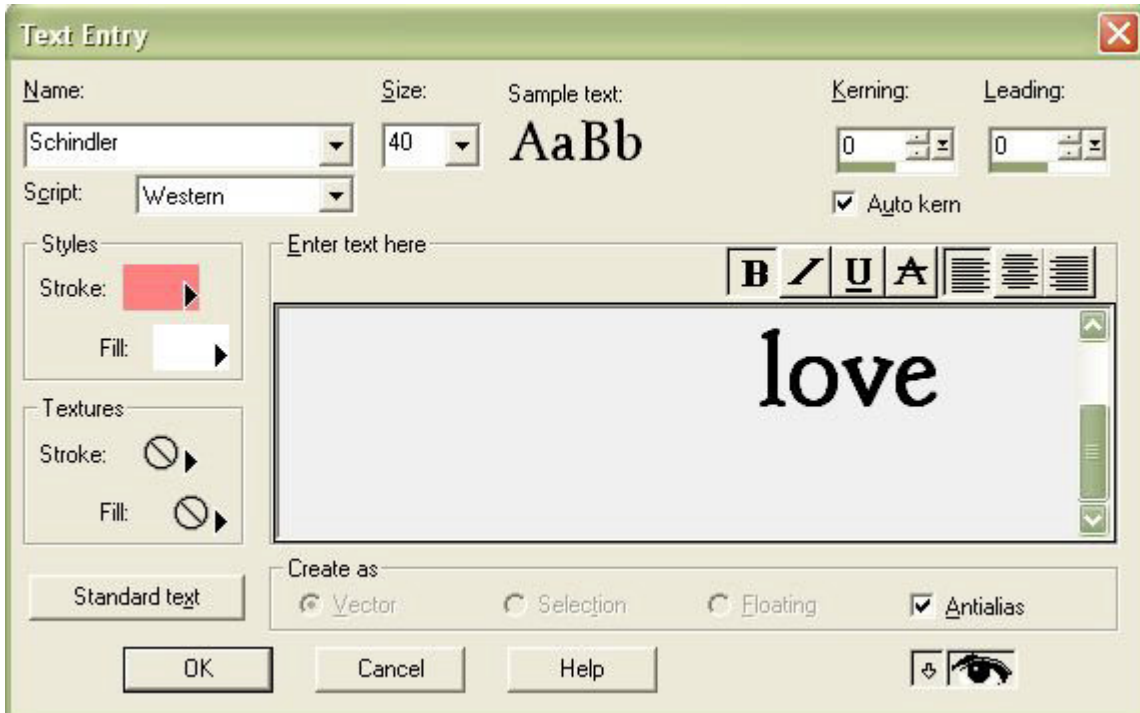 Text Entry
Name: Size: Sample text: Kerning: Leading:
Schindler 40 AaBb 0 0
Script: Western Auto kern
Styles Enter text here
B I U A
Stroke:
Fill:
love
Textures
Stroke:
Fill:
Create as
Standard text Vector Selection Floating Antialias
OK Cancel Help